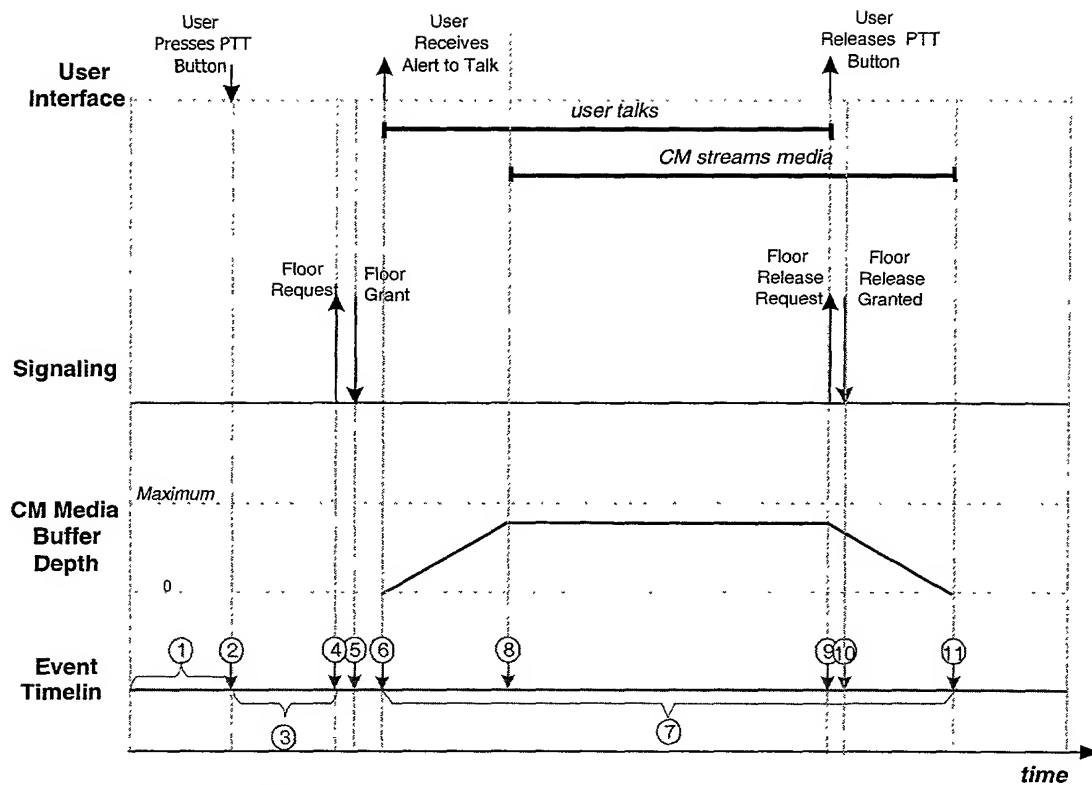 User
Presses PTT
Button
User
Receives
Alert to Talk
User
Releases PTT
Button
User
Interface
user talks
CM streams media
Floor
Request
Floor
Grant
Floor
Release
Request
Floor
Release
Granted
Signaling
Maximum
CM Media
Buffer
Depth
0
1
2
4
5
6
8
9
10
11
Event
Timelin
3
7
time